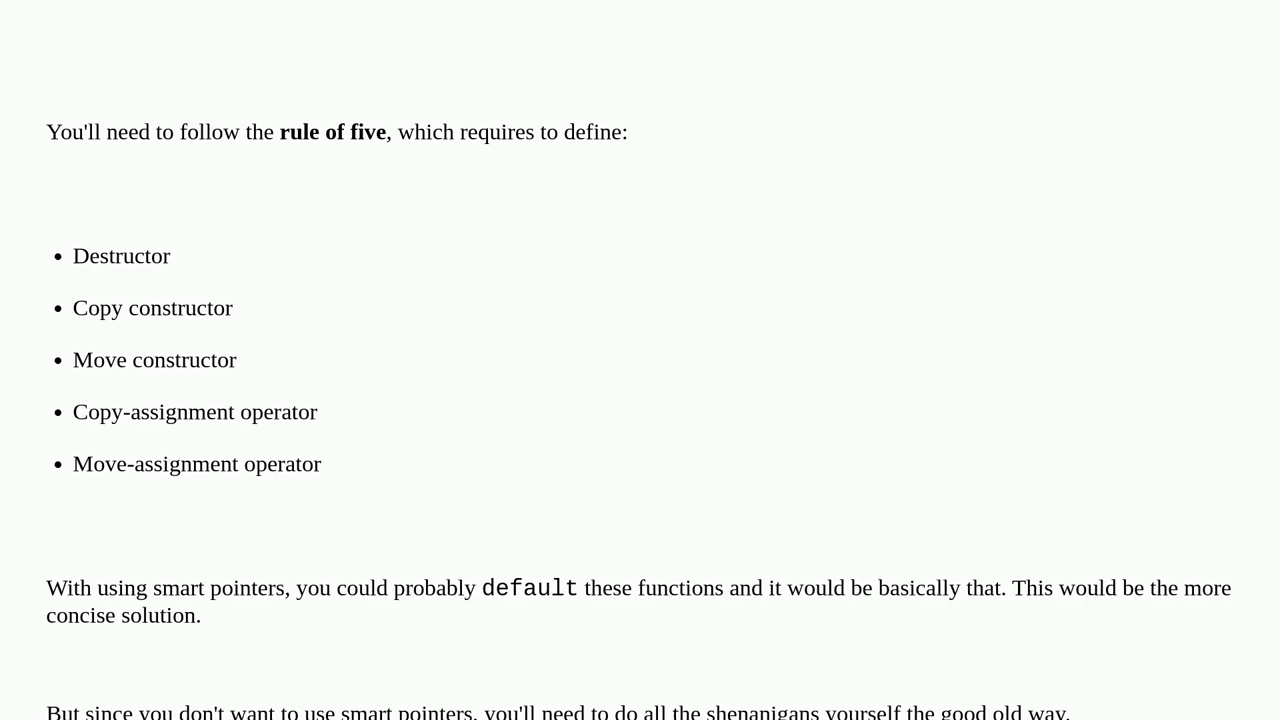 You'll need to follow the rule of five, which requires to define:
• Destructor
• Copy constructor
• Move constructor
• Copy-assignment operator
• Move-assignment operator
With using smart pointers, you could probably default these functions and it would be basically that. This would be the more
concise solution.
But since you don't want to use smart pointers, you'll need to do all the shenanigans yourself the good old way.